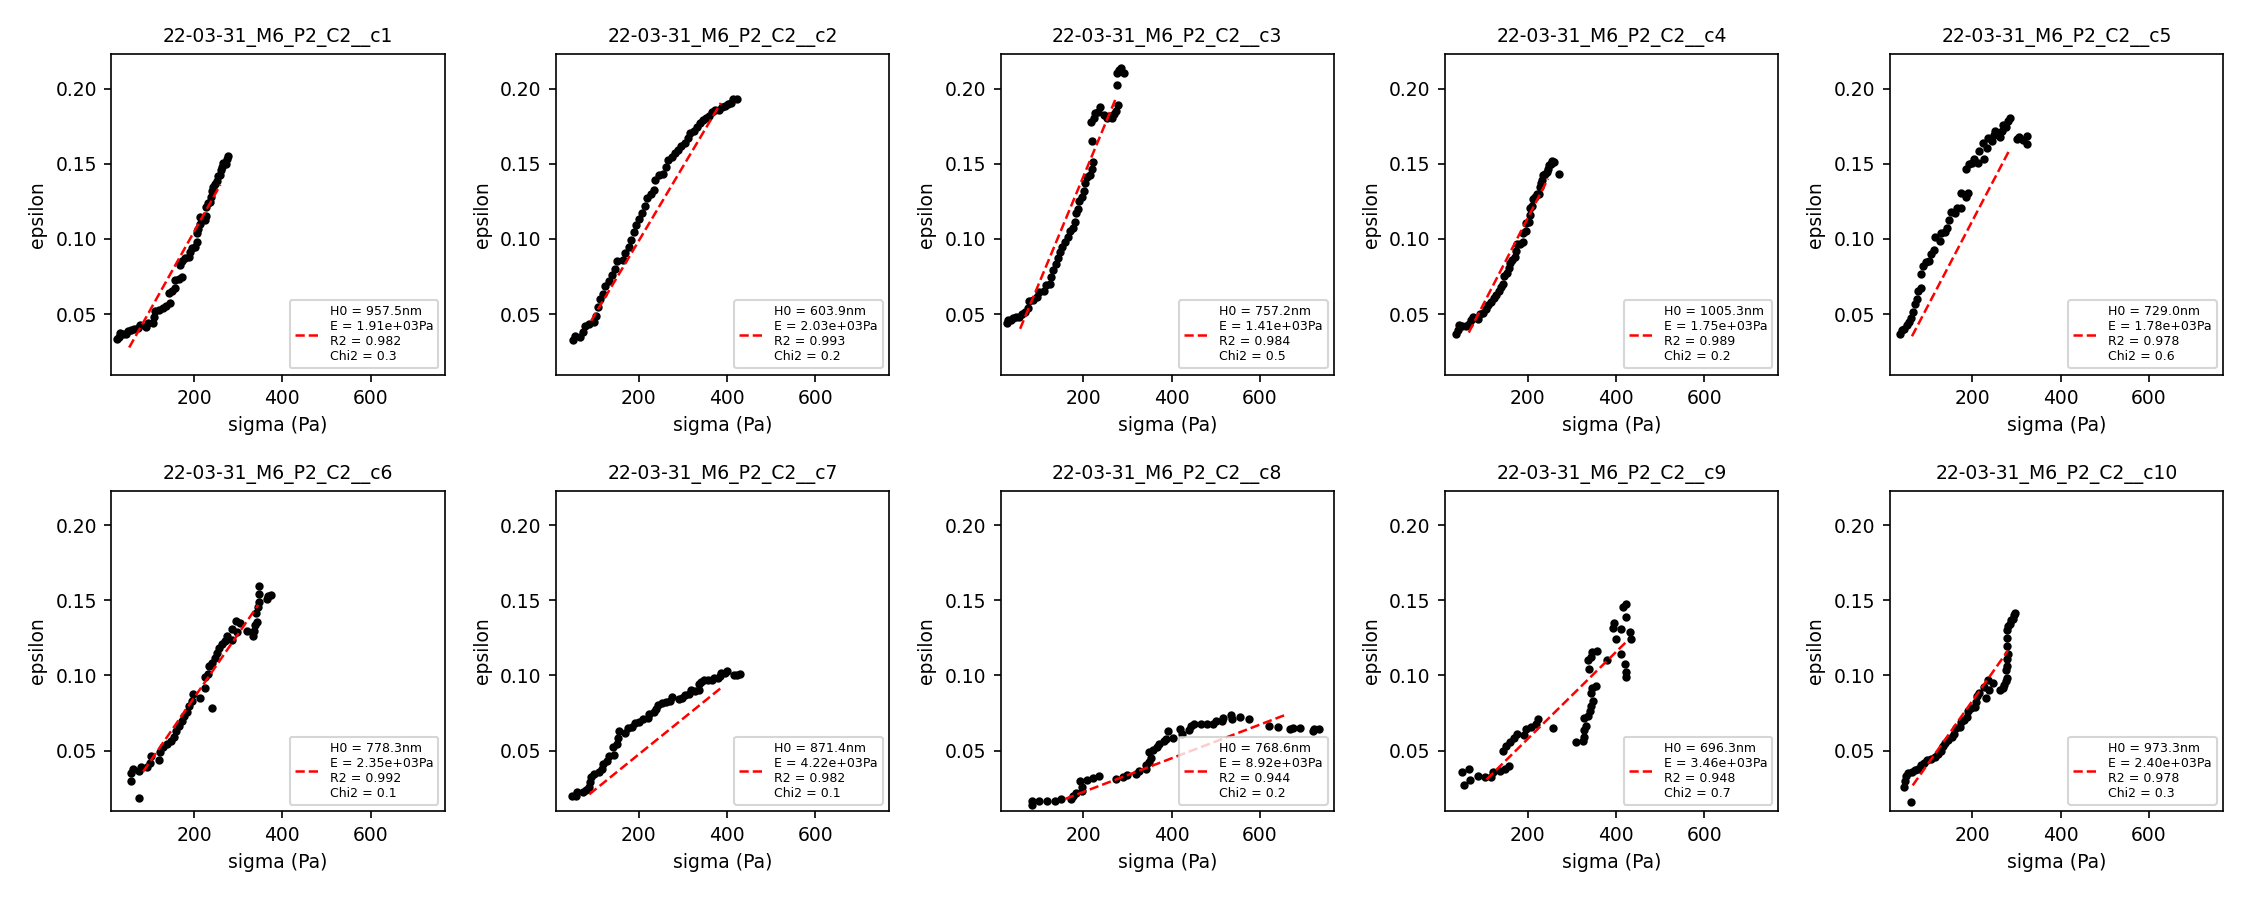 22-03-31_M6_P2_C2__c1
epsilon
0.20
0.15
0.10
0.05
H0 = 957.5nm
E = 1.91e+03Pa
R2 = 0.982
Chi2 = 0.3
200 400 600
sigma (Pa)
22-03-31_M6_P2_C2__c2
epsilon
0.20
0.15
0.10
0.05
H0 = 603.9nm
E = 2.03e+03Pa
R2 = 0.993
Chi2 = 0.2
200 400 600
sigma (Pa)
22-03-31_M6_P2_C2__c3
epsilon
0.20
0.15
0.10
0.05
H0 = 757.2nm
E = 1.41e+03Pa
R2 = 0.984
Chi2 = 0.5
200 400 600
sigma (Pa)
22-03-31_M6_P2_C2__c4
epsilon
0.20
0.15
0.10
0.05
H0 = 1005.3nm
E = 1.75e+03Pa
R2 = 0.989
Chi2 = 0.2
200 400 600
sigma (Pa)
22-03-31_M6_P2_C2__c5
epsilon
0.20
0.15
0.10
0.05
H0 = 729.0nm
E = 1.78e+03Pa
R2 = 0.978
Chi2 = 0.6
200 400 600
sigma (Pa)
22-03-31_M6_P2_C2__c6
epsilon
0.20
0.15
0.10
0.05
H0 = 778.3nm
E = 2.35e+03Pa
R2 = 0.992
Chi2 = 0.1
200 400 600
sigma (Pa)
22-03-31_M6_P2_C2__c7
epsilon
0.20
0.15
0.10
0.05
H0 = 871.4nm
E = 4.22e+03Pa
R2 = 0.982
Chi2 = 0.1
200 400 600
sigma (Pa)
22-03-31_M6_P2_C2__c8
epsilon
0.20
0.15
0.10
0.05
H0 = 768.6nm
E = 8.92e+03Pa
R2 = 0.944
Chi2 = 0.2
200 400 600
sigma (Pa)
22-03-31_M6_P2_C2__c9
epsilon
0.20
0.15
0.10
0.05
H0 = 696.3nm
E = 3.46e+03Pa
R2 = 0.948
Chi2 = 0.7
200 400 600
sigma (Pa)
22-03-31_M6_P2_C2__c10
epsilon
0.20
0.15
0.10
0.05
H0 = 973.3nm
E = 2.40e+03Pa
R2 = 0.978
Chi2 = 0.3
200 400 600
sigma (Pa)